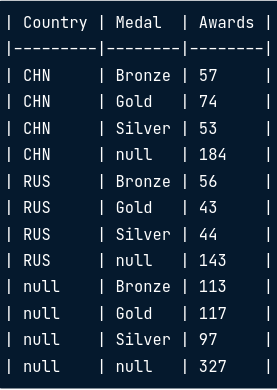 | Country | Medal  | Awards |
|---------|--------|--------|
| CHN     | Bronze | 57     |
| CHN     | Gold   | 74     |
| CHN     | Silver | 53     |
| CHN     | null   | 184    |
| RUS     | Bronze | 56     |
| RUS     | Gold   | 43     |
| RUS     | Silver | 44     |
| RUS     | null   | 143    |
| null    | Bronze | 113    |
| null    | Gold   | 117    |
| null    | Silver | 97     |
| null    | null   | 327    |